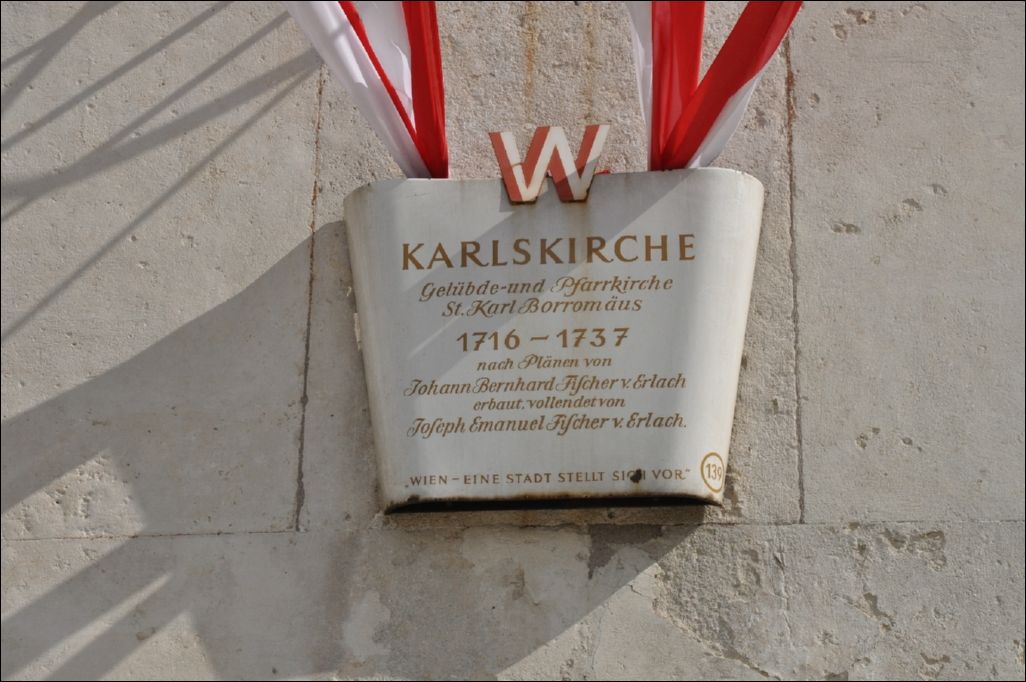 W
KARLSKIRCHE
Gelübde-und Pfarrkirche
St. Karl Borromäus
1716 – 1737
nach Plänen von
Johann Bernhard Fischer v. Erlach
erbaut, vollendet von
Joseph Emanuel Fischer v. Erlach.
„WIEN – EINE STADT STELLT SICH VOR"
139